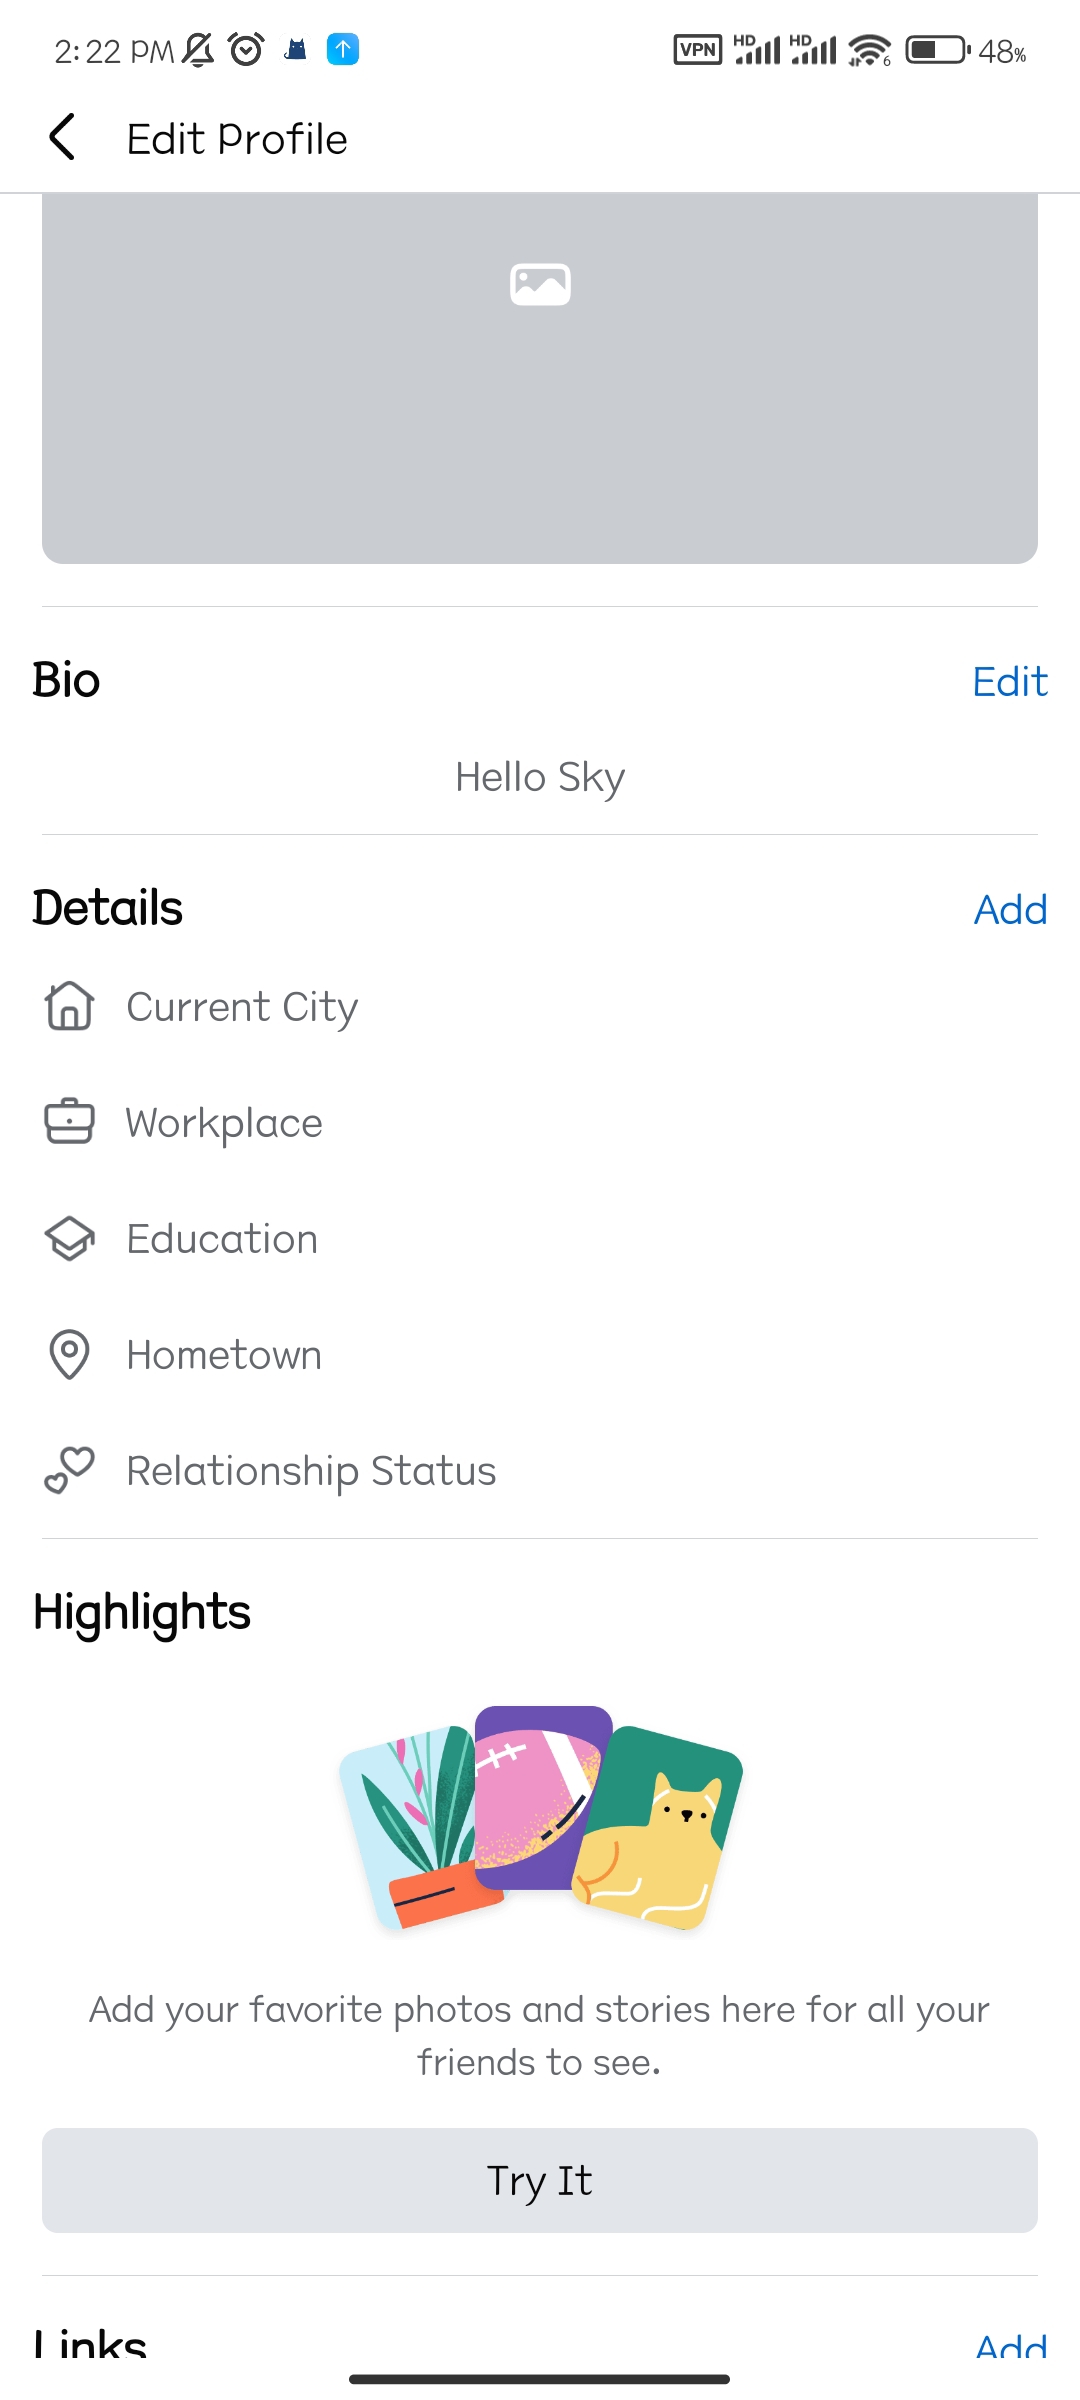 2:22 PM VPN HD HD 6 48%
Edit Profile
Bio Edit
Hello Sky
Details Add
Current City
Workplace
Education
Hometown
Relationship Status
Highlights
Add your favorite photos and stories here for all your
friends to see.
Try It
Links Add